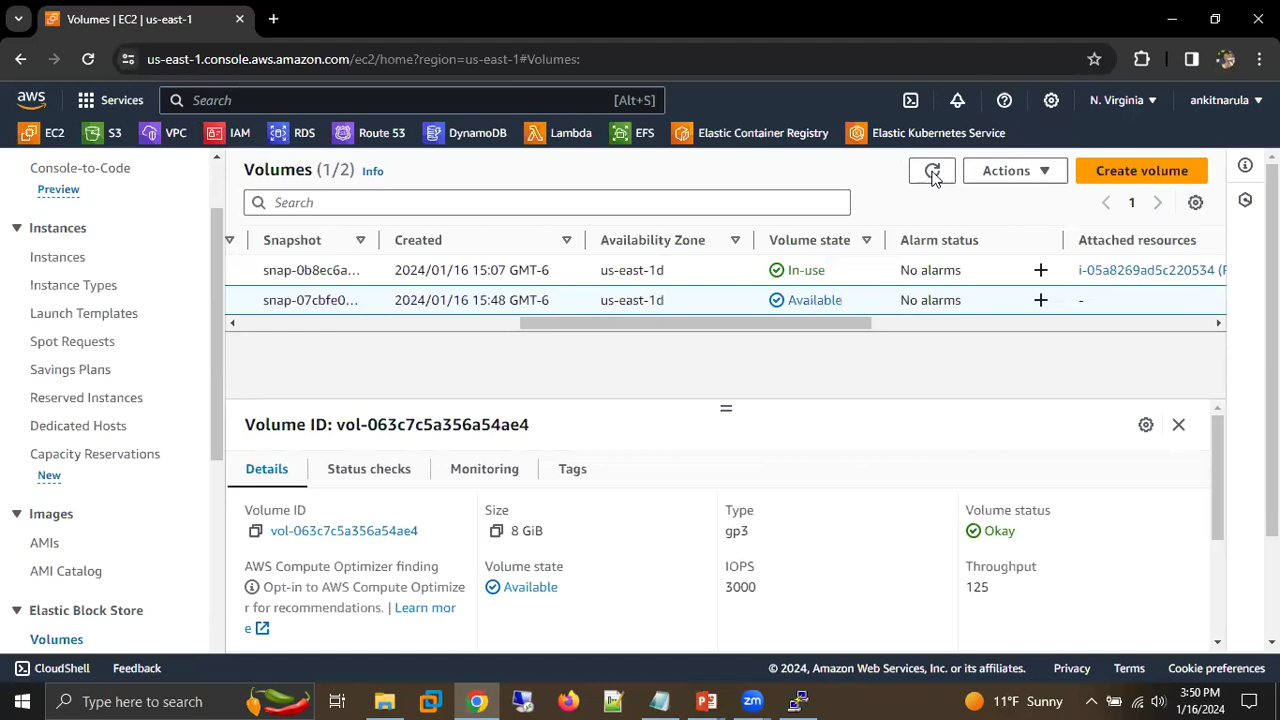 Volumes | EC2 | us-east-1
us-east-1.console.aws.amazon.com/ec2/home?region=us-east-1#Volumes:
aws
Services
Search
[Alt+S]
N. Virginia
ankitnarula
EC2
S3
VPC
IAM
RDS
Route 53
DynamoDB
Lambda
EFS
Elastic Container Registry
Elastic Kubernetes Service
Console-to-Code
Preview
Instances
Instances
Instance Types
Launch Templates
Spot Requests
Savings Plans
Reserved Instances
Dedicated Hosts
Capacity Reservations
New
Images
AMIs
AMI Catalog
Elastic Block Store
Volumes
Volumes (1/2) Info
Actions
Create volume
Search
1
Snapshot Created Availability Zone Volume state Alarm status Attached resources
snap-0b8ec6a... 2024/01/16 15:07 GMT-6 us-east-1d In-use No alarms + i-05a8269ad5c220534 (
snap-07cbfe0... 2024/01/16 15:48 GMT-6 us-east-1d Available No alarms + -
Volume ID: vol-063c7c5a356a54ae4
Details
Status checks
Monitoring
Tags
Volume ID
vol-063c7c5a356a54ae4
Size
8 GiB
Type
gp3
Volume status
Okay
AWS Compute Optimizer finding
Opt-in to AWS Compute Optimize
r for recommendations. | Learn mor
e
Volume state
Available
IOPS
3000
Throughput
125
CloudShell
Feedback
© 2024, Amazon Web Services, Inc. or its affiliates.
Privacy
Terms
Cookie preferences
Type here to search
11°F Sunny
3:50 PM
1/16/2024